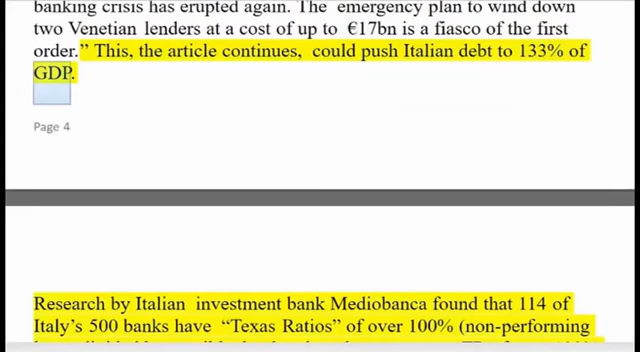 banking crisis has erupted again. The emergency plan to wind down
two Venetian lenders at a cost of up to €17bn is a fiasco of the first
order.” This, the article continues, could push Italian debt to 133% of
GDP.
Page 4
Research by Italian investment bank Mediobanca found that 114 of
Italy’s 500 banks have “Texas Ratios” of over 100% (non-performing